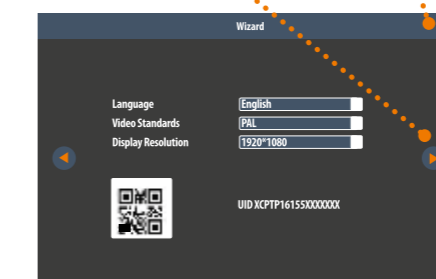 Wizard
Language English
Video Standards PAL
Display Resolution 1920*1080
UID XCPTP16155XXXXXXX